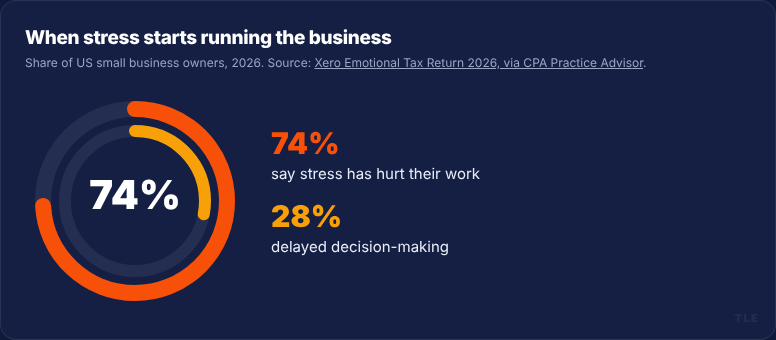 When stress starts running the business
Share of US small business owners, 2026. Source: Xero Emotional Tax Return 2026, via CPA Practice Advisor.
74%
74%
say stress has hurt their work
28%
delayed decision-making
TLE